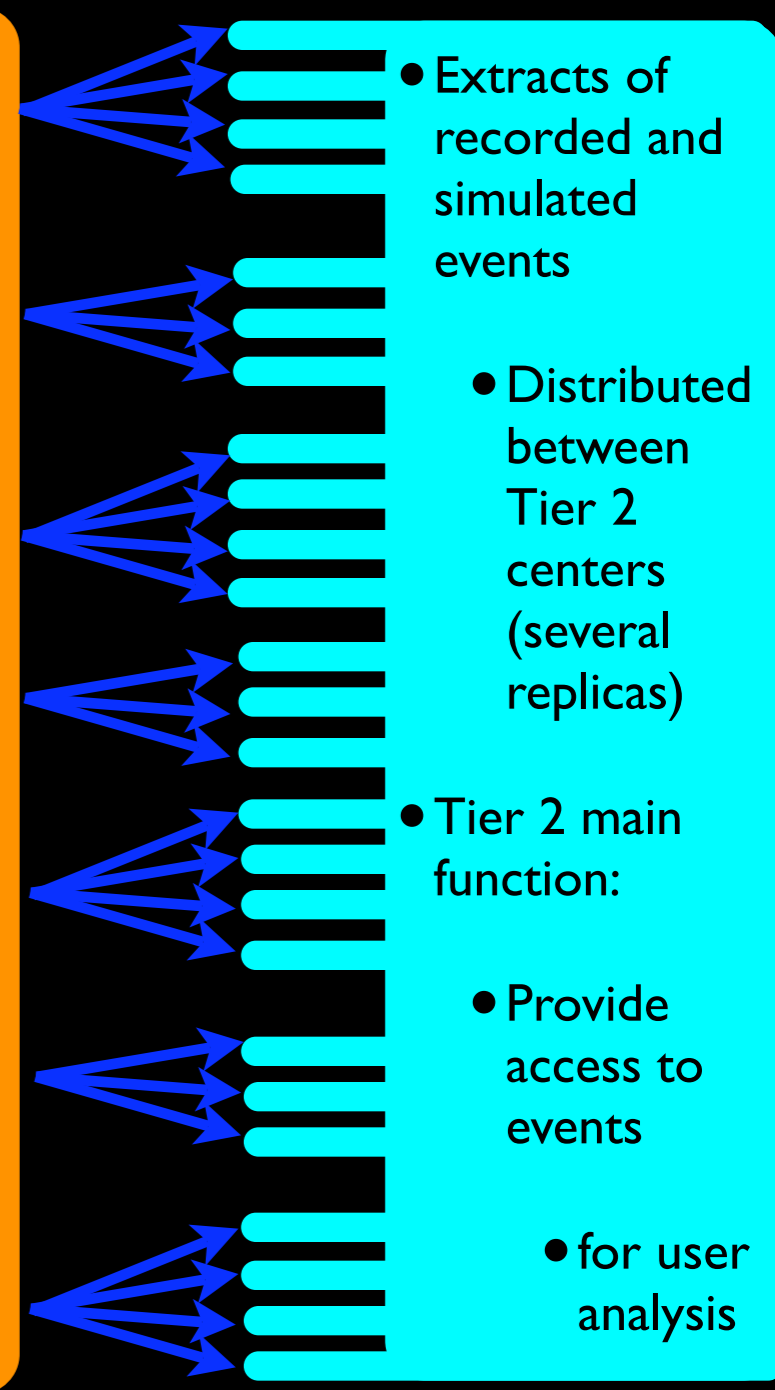 • Extracts of
recorded and
simulated
events
• Distributed
between
Tier 2
centers
(several
replicas)
• Tier 2 main
function:
• Provide
access to
events
• for user
analysis